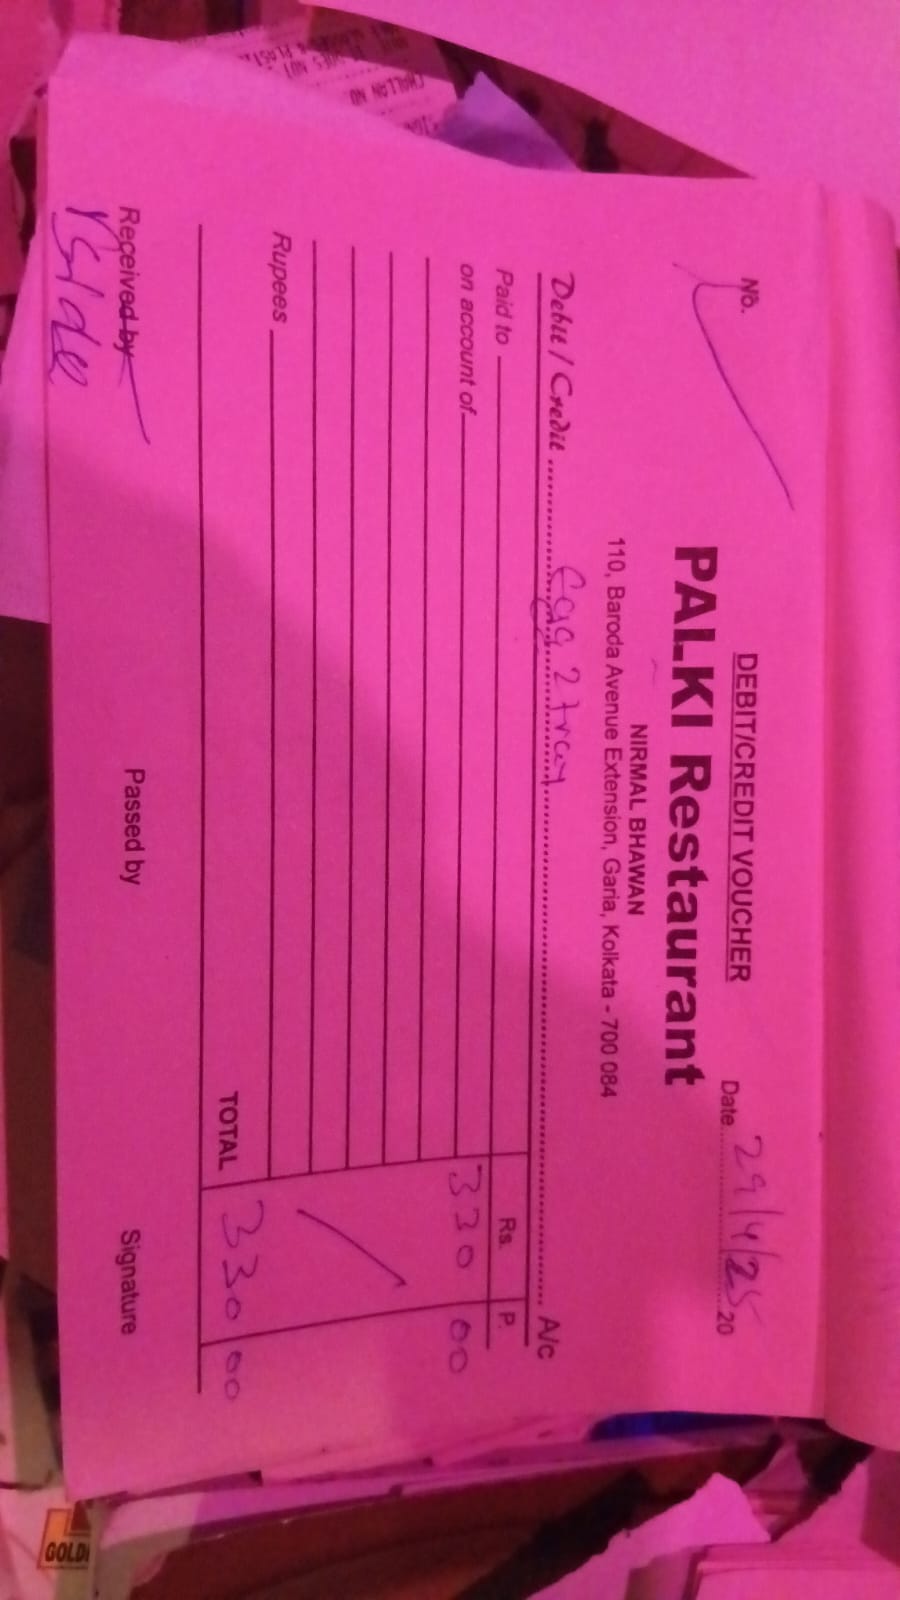 DEBIT/CREDIT VOUCHER
No.
Date 29/4/25 20
PALKI Restaurant
NIRMAL BHAWAN
110, Baroda Avenue Extension, Garia, Kolkata - 700 084
Debit / Credit Egg 2 tray A/c
Paid to
Rs. P.
on account of 330 00
Rupees
TOTAL 330 00
Received by Passed by Signature
CHALLAN NO
GOLD